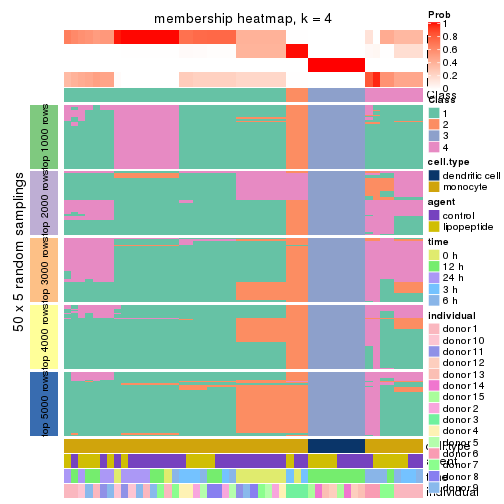 membership heatmap, k = 4
50 x 5 random samplings
top 1000 rows
top 2000 rows
top 3000 rows
top 4000 rows
top 5000 rows
Prob
1
0.8
0.6
0.4
0.2
0
Class
Class
1
2
3
4
cell.type
dendritic cell
monocyte
agent
control
lipopeptide
time
0 h
12 h
24 h
3 h
6 h
individual
donor 1
donor 10
donor 11
donor 12
donor 13
donor 14
donor 15
donor 2
donor 3
donor 4
donor 5
donor 6
donor 7
donor 8
donor 9